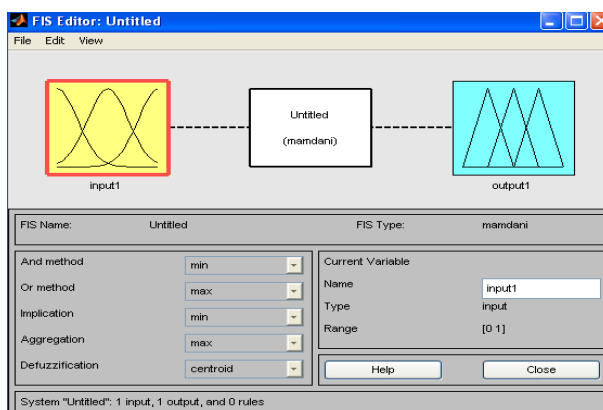 FIS Editor: Untitled
File Edit View
Untitled
(mamdani)
input1
output1
FIS Name: Untitled FIS Type: mamdani
And method min
Or method max
Implication min
Aggregation max
Defuzzification centroid
Current Variable
Name input1
Type input
Range [0 1]
Help Close
System "Untitled": 1 input, 1 output, and 0 rules